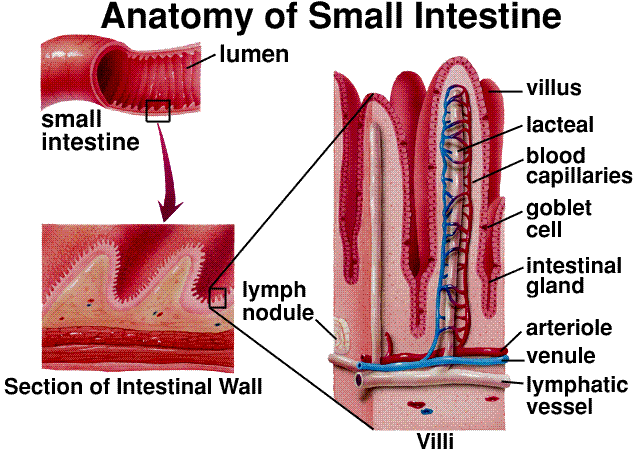 Anatomy of Small Intestine
lumen
small
intestine
Section of Intestinal Wall
lymph
nodule
villus
lacteal
blood
capillaries
goblet
cell
intestinal
gland
arteriole
venule
lymphatic
vessel
Villi